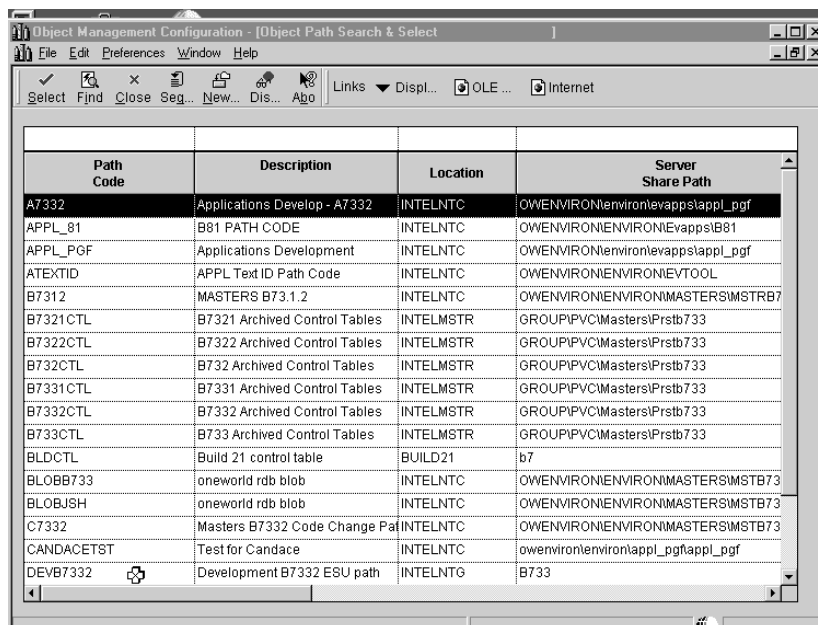 Object Management Configuration - [Object Path Search & Select ]
File Edit Preferences Window Help
Select Find Close Seq... New... Dis... Abo Links Displ... OLE ... Internet
Path Code Description Location Server Share Path
A7332 Applications Develop - A7332 INTELNTC OWENVIRON\environ\evapps\appl_pgf
APPL_81 B81 PATH CODE INTELNTC OWENVIRON\ENVIRON\Evapps\B81
APPL_PGF Applications Development INTELNTC OWENVIRON\environ\evapps\appl_pgf
ATEXTID APPL Text ID Path Code INTELNTC OWENVIRON\ENVIRON\EVTOOL
B7312 MASTERS B73.1.2 INTELNTC OWENVIRON\ENVIRON\MASTERS\MSTRB7
B7321CTL B7321 Archived Control Tables INTELMSTR GROUP\PVC\Masters\Prstb733
B7322CTL B7322 Archived Control Tables INTELMSTR GROUP\PVC\Masters\Prstb733
B732CTL B732 Archived Control Tables INTELMSTR GROUP\PVC\Masters\Prstb733
B7331CTL B7331 Archived Control Tables INTELMSTR GROUP\PVC\Masters\Prstb733
B7332CTL B7332 Archived Control Tables INTELMSTR GROUP\PVC\Masters\Prstb733
B733CTL B733 Archived Control Tables INTELMSTR GROUP\PVC\Masters\Prstb733
BLDCTL Build 21 control table BUILD21 b7
BLOBB733 oneworld rdb blob INTELNTC OWENVIRON\ENVIRON\MASTERS\MSTB73
BLOBJSH oneworld rdb blob INTELNTC OWENVIRON\ENVIRON\MASTERS\MSTB73
C7332 Masters B7332 Code Change Pat INTELNTC OWENVIRON\ENVIRON\MASTERS\MSTB73
CANDACETST Test for Candace INTELNTC owenviron\environ\appl_pgf\appl_pgf
DEVB7332 Development B7332 ESU path INTELNTG B733